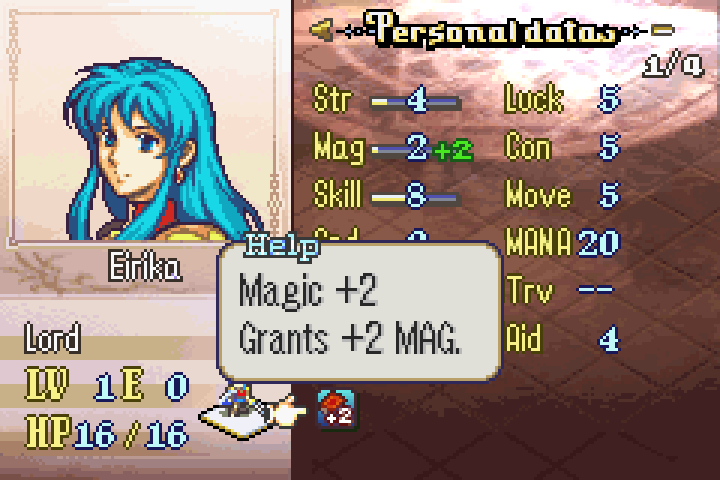 Personal datas
1/4
Str 4 Luck 5
Mag 2+2 Con 5
Skill 8 Move 5
MANA 20
Help
Magic +2
Grants +2 MAG.
Eirika
Trv --
Lord
Aid 4
LV 1 E 0
HP 16/16
+2